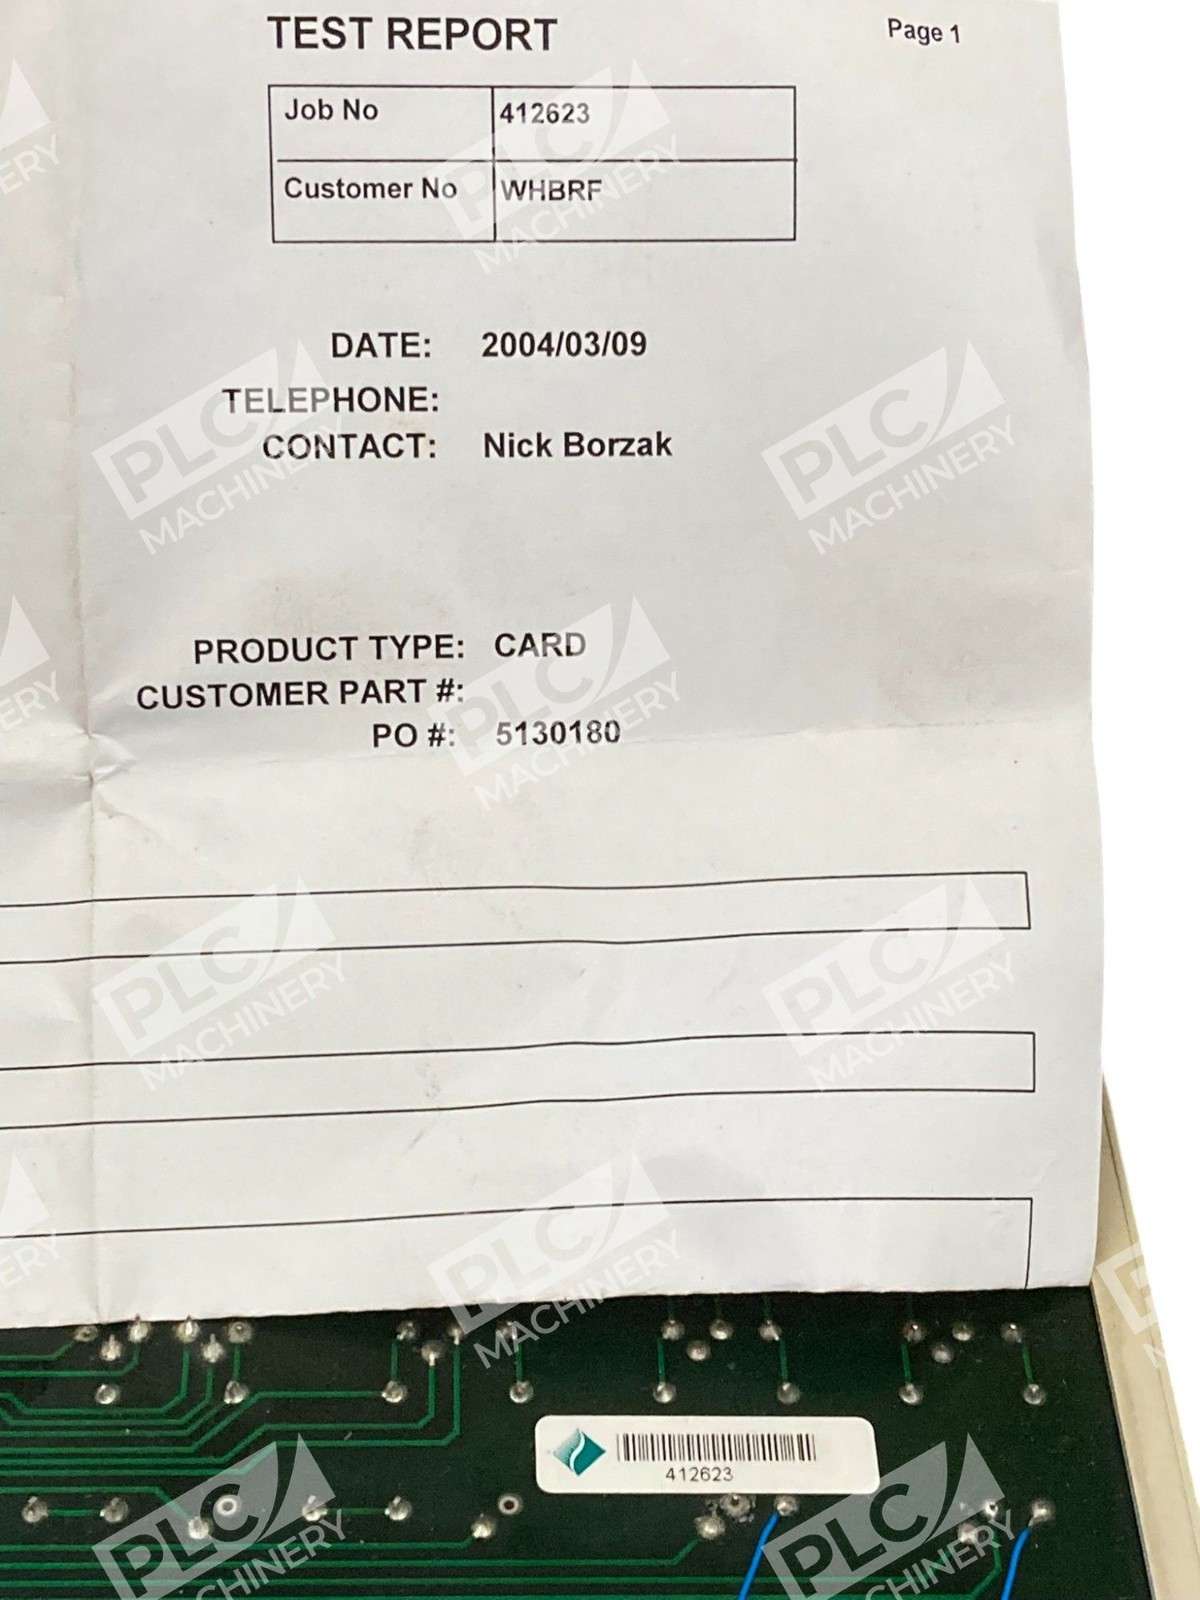 TEST REPORT
Page 1
Job No 412623
Customer No WHBRF
DATE: 2004/03/09
TELEPHONE:
CONTACT: Nick Borzak
PRODUCT TYPE: CARD
CUSTOMER PART #:
PO #: 5130180
412623
PLC MACHINERY